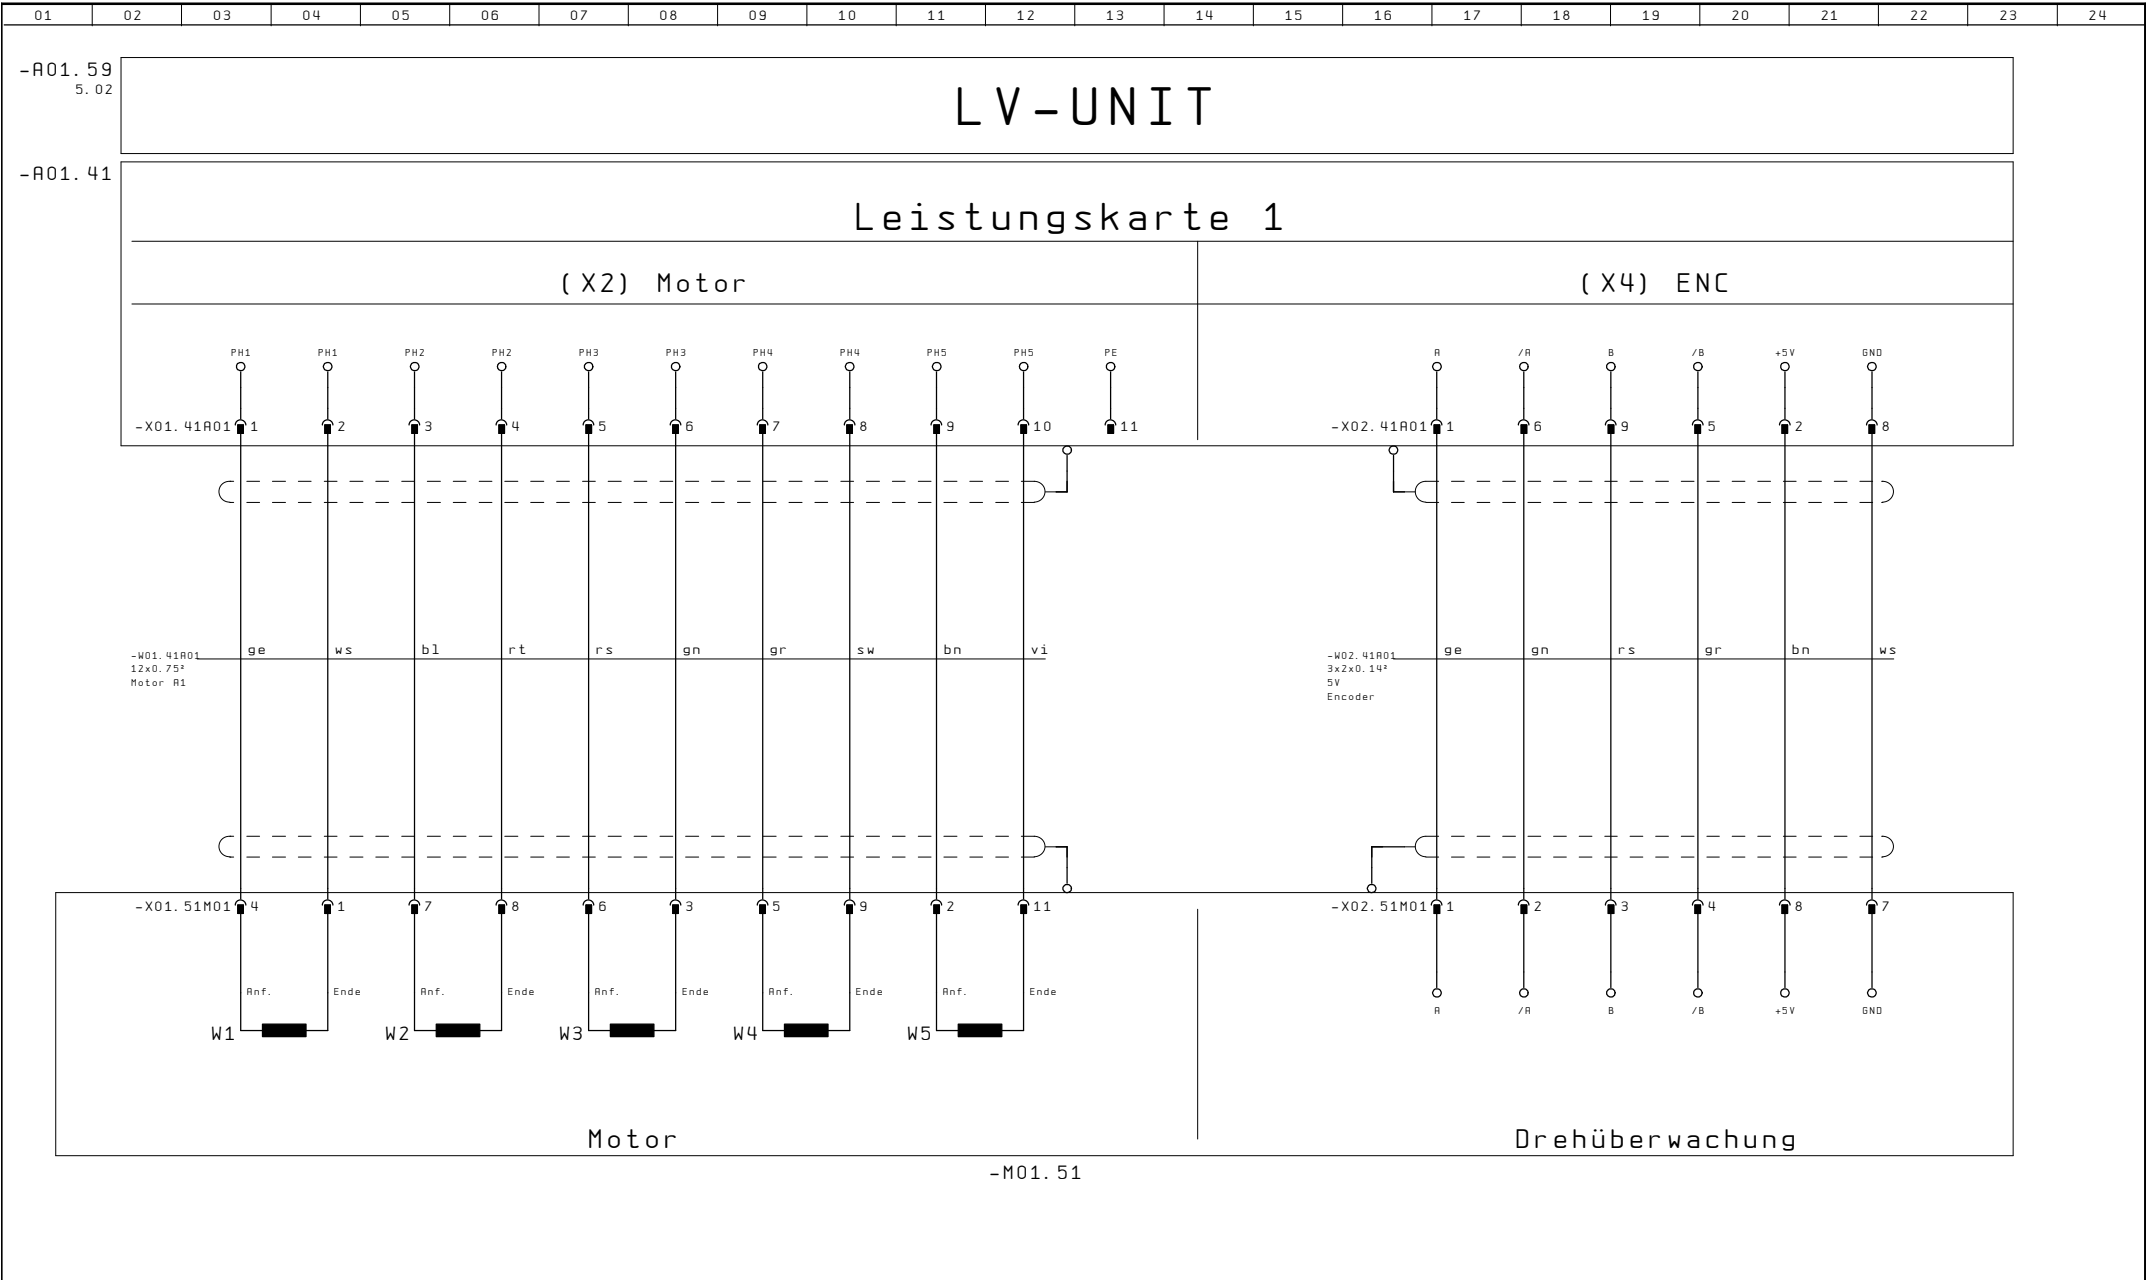 01 02 03 04 05 06 07 08 09 10 11 12 13 14 15 16 17 18 19 20 21 22 23 24
-A01.59
5.02
LV-UNIT
-A01.41
Leistungskarte 1
(X2) Motor (X4) ENC
PH1 PH1 PH2 PH2 PH3 PH3 PH4 PH4 PH5 PH5 PE A /A B /B +5V GND
-X01.41A01 1 2 3 4 5 6 7 8 9 10 11 -X02.41A01 1 6 9 5 2 8
ge ws bl rt rs gn gr sw bn vi ge gn rs gr bn ws
-W01.41A01
12x0.75²
Motor A1
-W02.41A01
3x2x0.14²
5V
Encoder
-X01.51M01 4 1 7 8 6 3 5 9 2 11 -X02.51M01 1 2 3 4 8 7
Anf. Ende Anf. Ende Anf. Ende Anf. Ende Anf. Ende
A /A B /B +5V GND
W1 W2 W3 W4 W5
Motor Drehüberwachung
-M01.51